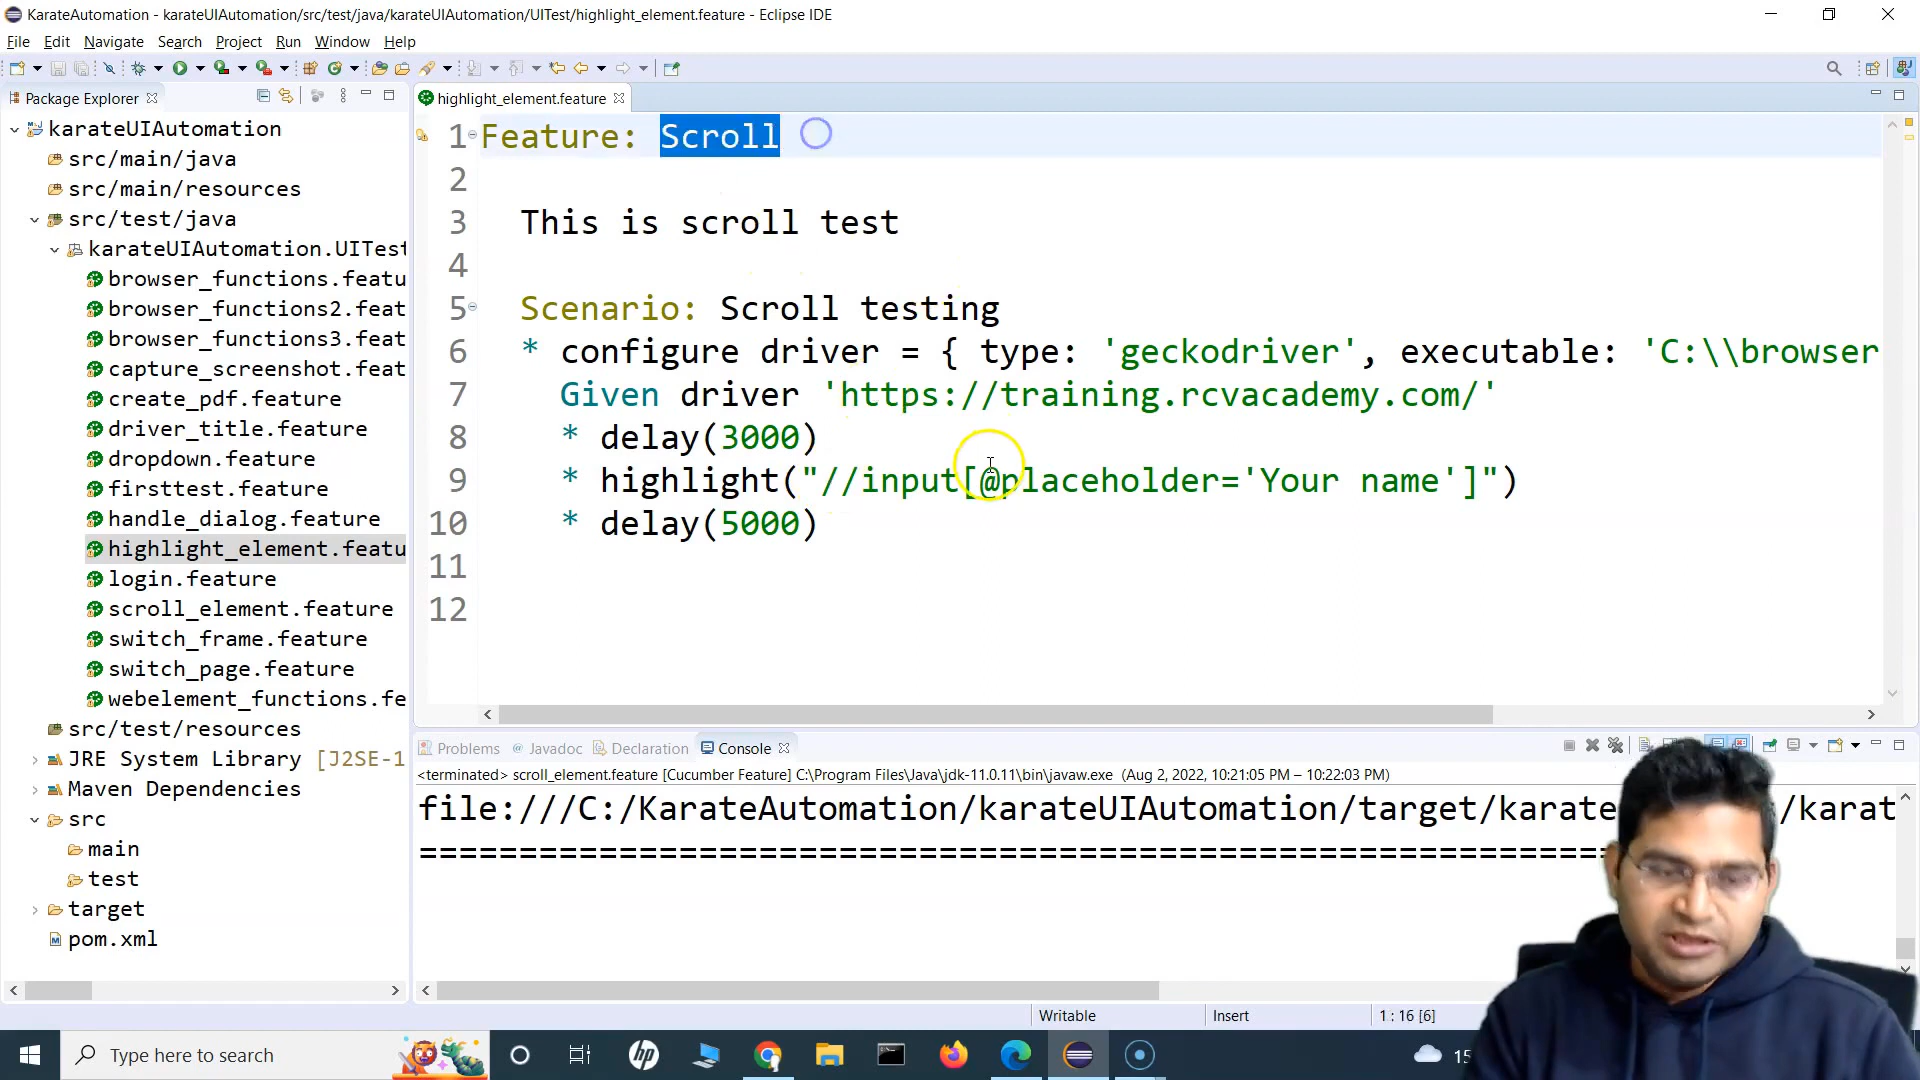 KarateAutomation - karateUIAutomation/src/test/java/karateUIAutomation/UITest/highlight_element.feature - Eclipse IDE
File Edit Navigate Search Project Run Window Help
Package Explorer
karateUIAutomation
src/main/java
src/main/resources
src/test/java
karateUIAutomation.UITest
browser_functions.featu
browser_functions2.feat
browser_functions3.feat
capture_screenshot.feat
create_pdf.feature
driver_title.feature
dropdown.feature
firsttest.feature
handle_dialog.feature
highlight_element.featu
login.feature
scroll_element.feature
switch_frame.feature
switch_page.feature
webelement_functions.fe
src/test/resources
JRE System Library [J2SE-1
Maven Dependencies
src
main
test
target
pom.xml
highlight_element.feature
1 Feature: Scroll
2
3 This is scroll test
4
5 Scenario: Scroll testing
6 * configure driver = { type: 'geckodriver', executable: 'C:\\browser
7 Given driver 'https://training.rcvacademy.com/'
8 * delay(3000)
9 * highlight("//input[@placeholder='Your name']")
10 * delay(5000)
11
12
Problems Javadoc Declaration Console
<terminated> scroll_element.feature [Cucumber Feature] C:\Program Files\Java\jdk-11.0.11\bin\javaw.exe (Aug 2, 2022, 10:21:05 PM – 10:22:03 PM)
file:///C:/KarateAutomation/karateUIAutomation/target/karate /karat
===========================================================
Writable Insert 1 : 16 [6]
Type here to search
hp
15